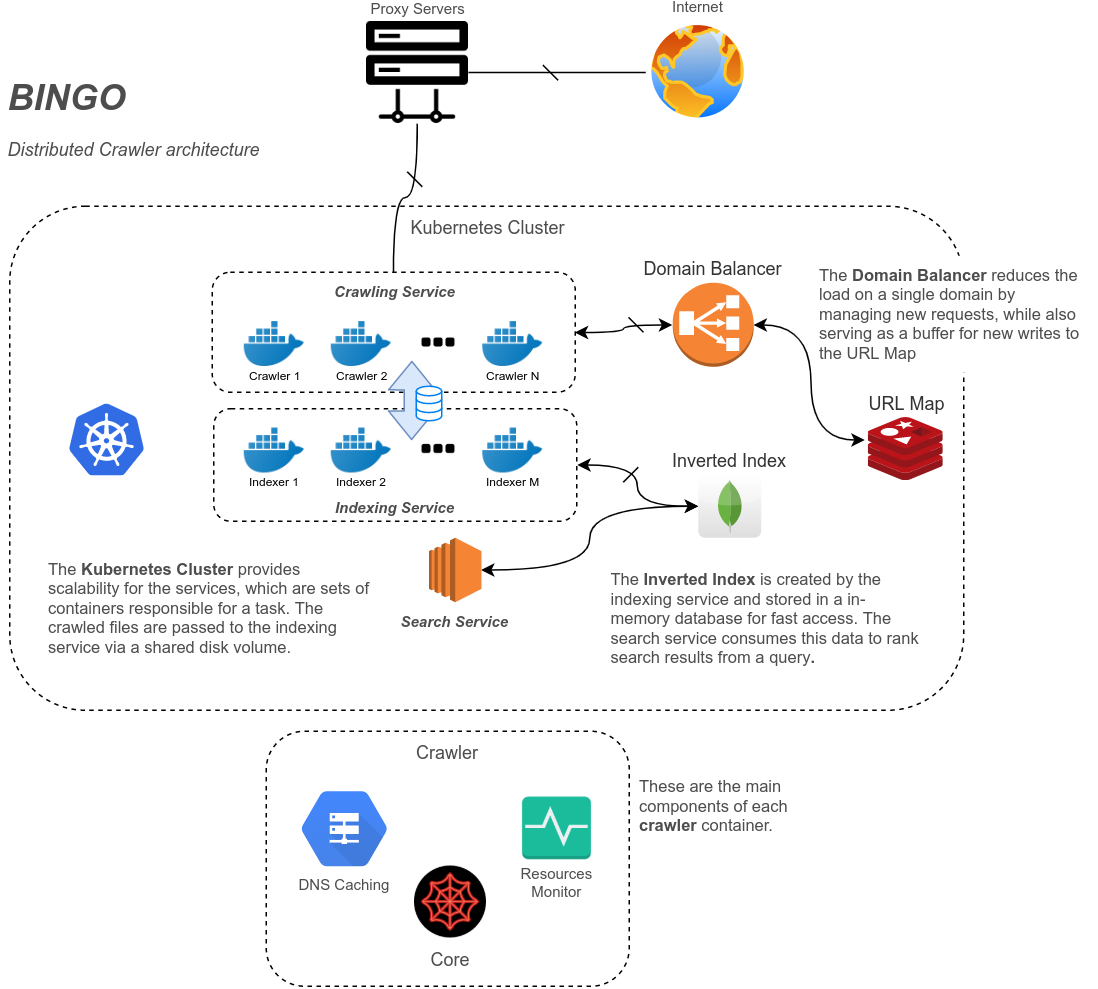 Proxy Servers
Internet
BINGO
Distributed Crawler architecture
Kubernetes Cluster
Crawling Service
Crawler 1
Crawler 2
Crawler N
Domain Balancer
The Domain Balancer reduces the
load on a single domain by
managing new requests, while also
serving as a buffer for new writes to
the URL Map
URL Map
Indexer 1
Indexer 2
Indexer M
Indexing Service
Inverted Index
Search Service
The Kubernetes Cluster provides
scalability for the services, which are sets of
containers responsible for a task. The
crawled files are passed to the indexing
service via a shared disk volume.
The Inverted Index is created by the
indexing service and stored in a in-
memory database for fast access. The
search service consumes this data to rank
search results from a query.
Crawler
DNS Caching
Resources
Monitor
Core
These are the main
components of each
crawler container.